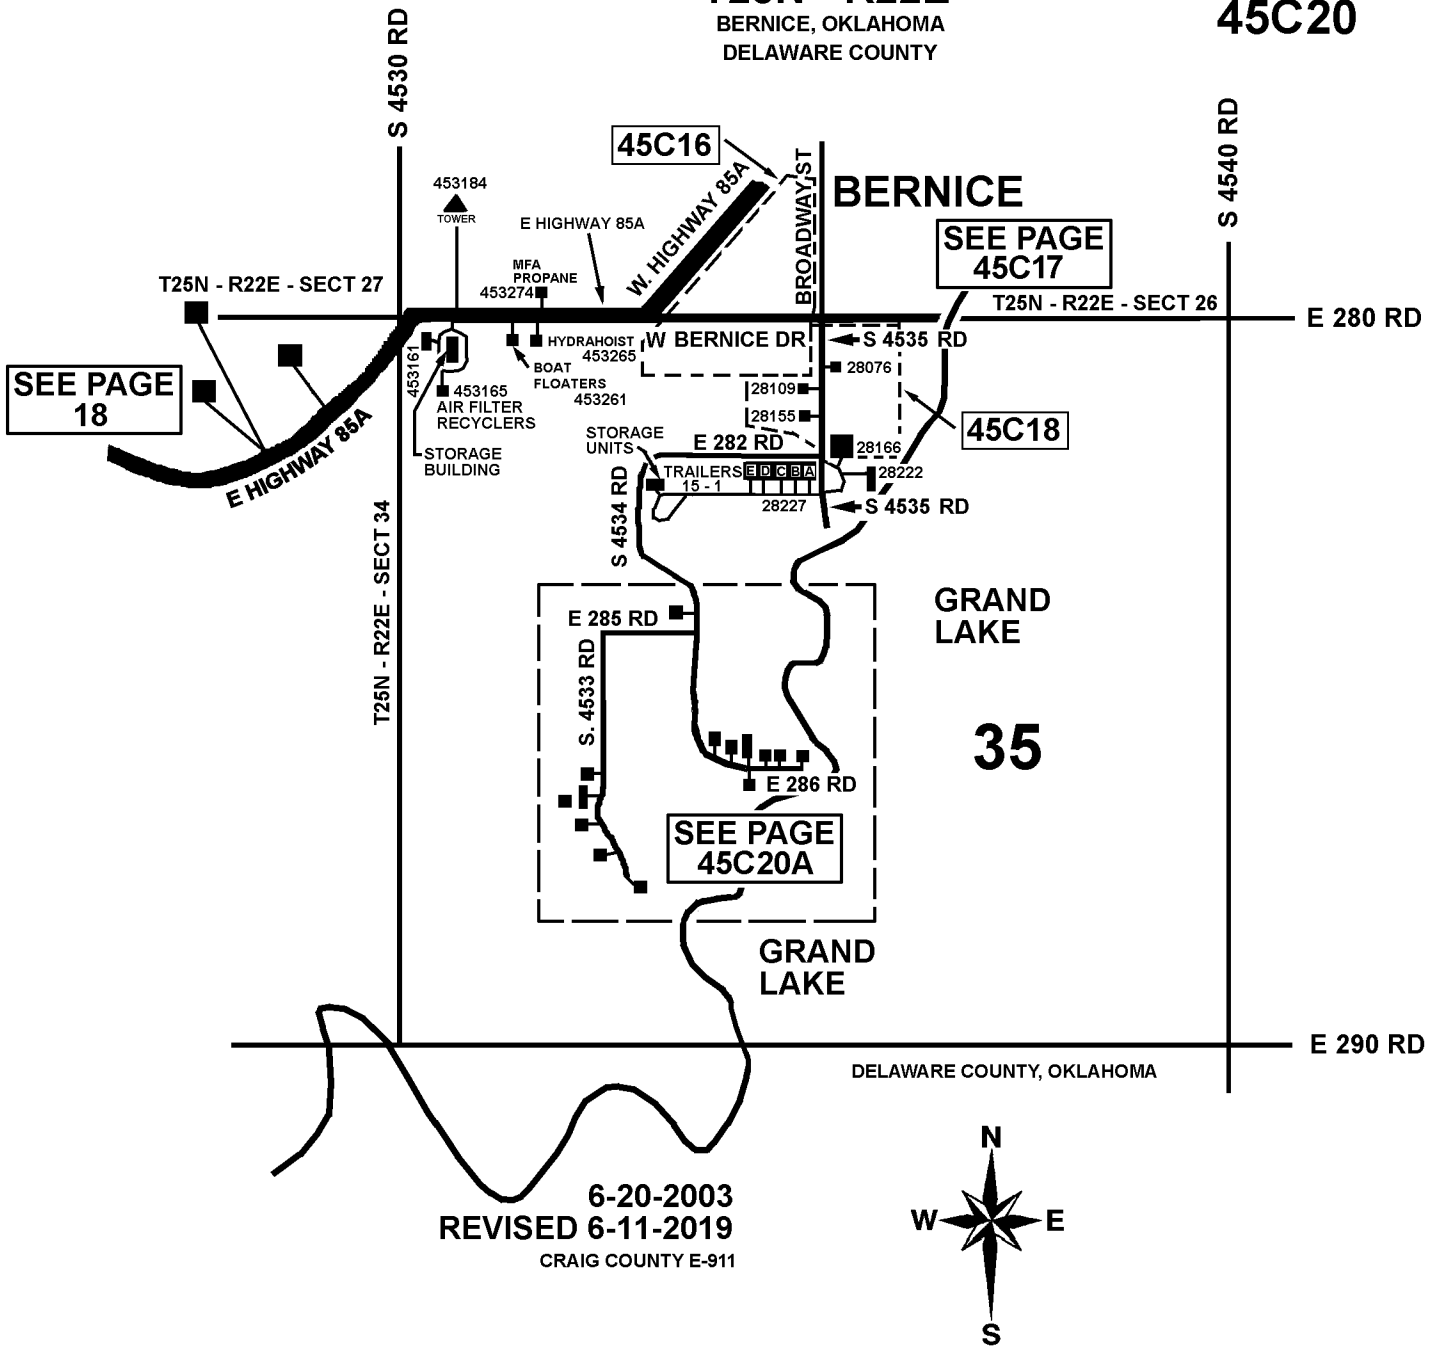 BERNICE, OKLAHOMA
DELAWARE COUNTY
45C20
S 4530 RD
S 4540 RD
45C16
453184
TOWER
E HIGHWAY 85A
W. HIGHWAY 85A
BROADWAY ST
BERNICE
SEE PAGE
45C17
T25N - R22E - SECT 27
MFA
PROPANE
453274
T25N - R22E - SECT 26
E 280 RD
453161
HYDRAHOIST
453265
W BERNICE DR
S 4535 RD
BOAT
FLOATERS
453261
28076
SEE PAGE
18
453165
AIR FILTER
RECYCLERS
28109
28155
45C18
E HIGHWAY 85A
STORAGE
BUILDING
STORAGE
UNITS
E 282 RD
28166
TRAILERS
15 - 1
E D C B A
28222
28227
S 4535 RD
S 4534 RD
T25N - R22E - SECT 34
E 285 RD
S. 4533 RD
GRAND
LAKE
35
E 286 RD
SEE PAGE
45C20A
GRAND
LAKE
E 290 RD
DELAWARE COUNTY, OKLAHOMA
N
W E
S
6-20-2003
REVISED 6-11-2019
CRAIG COUNTY E-911